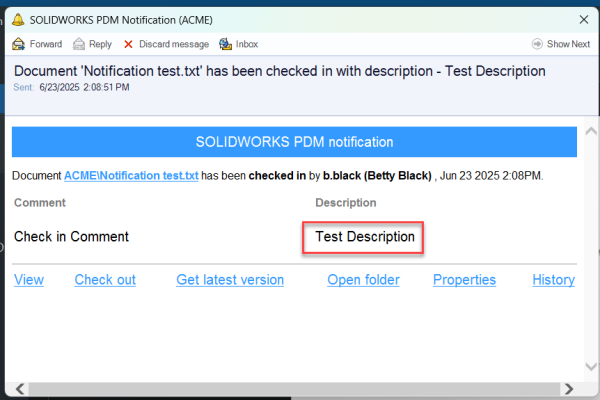 SOLIDWORKS PDM Notification (ACME)
Forward Reply Discard message Inbox Show Next
Document 'Notification test.txt' has been checked in with description - Test Description
Sent: 6/23/2025 2:08:51 PM
SOLIDWORKS PDM notification
Document ACME\Notification test.txt has been checked in by b.black (Betty Black) , Jun 23 2025 2:08PM.
Comment Description
Check in Comment Test Description
View Check out Get latest version Open folder Properties History